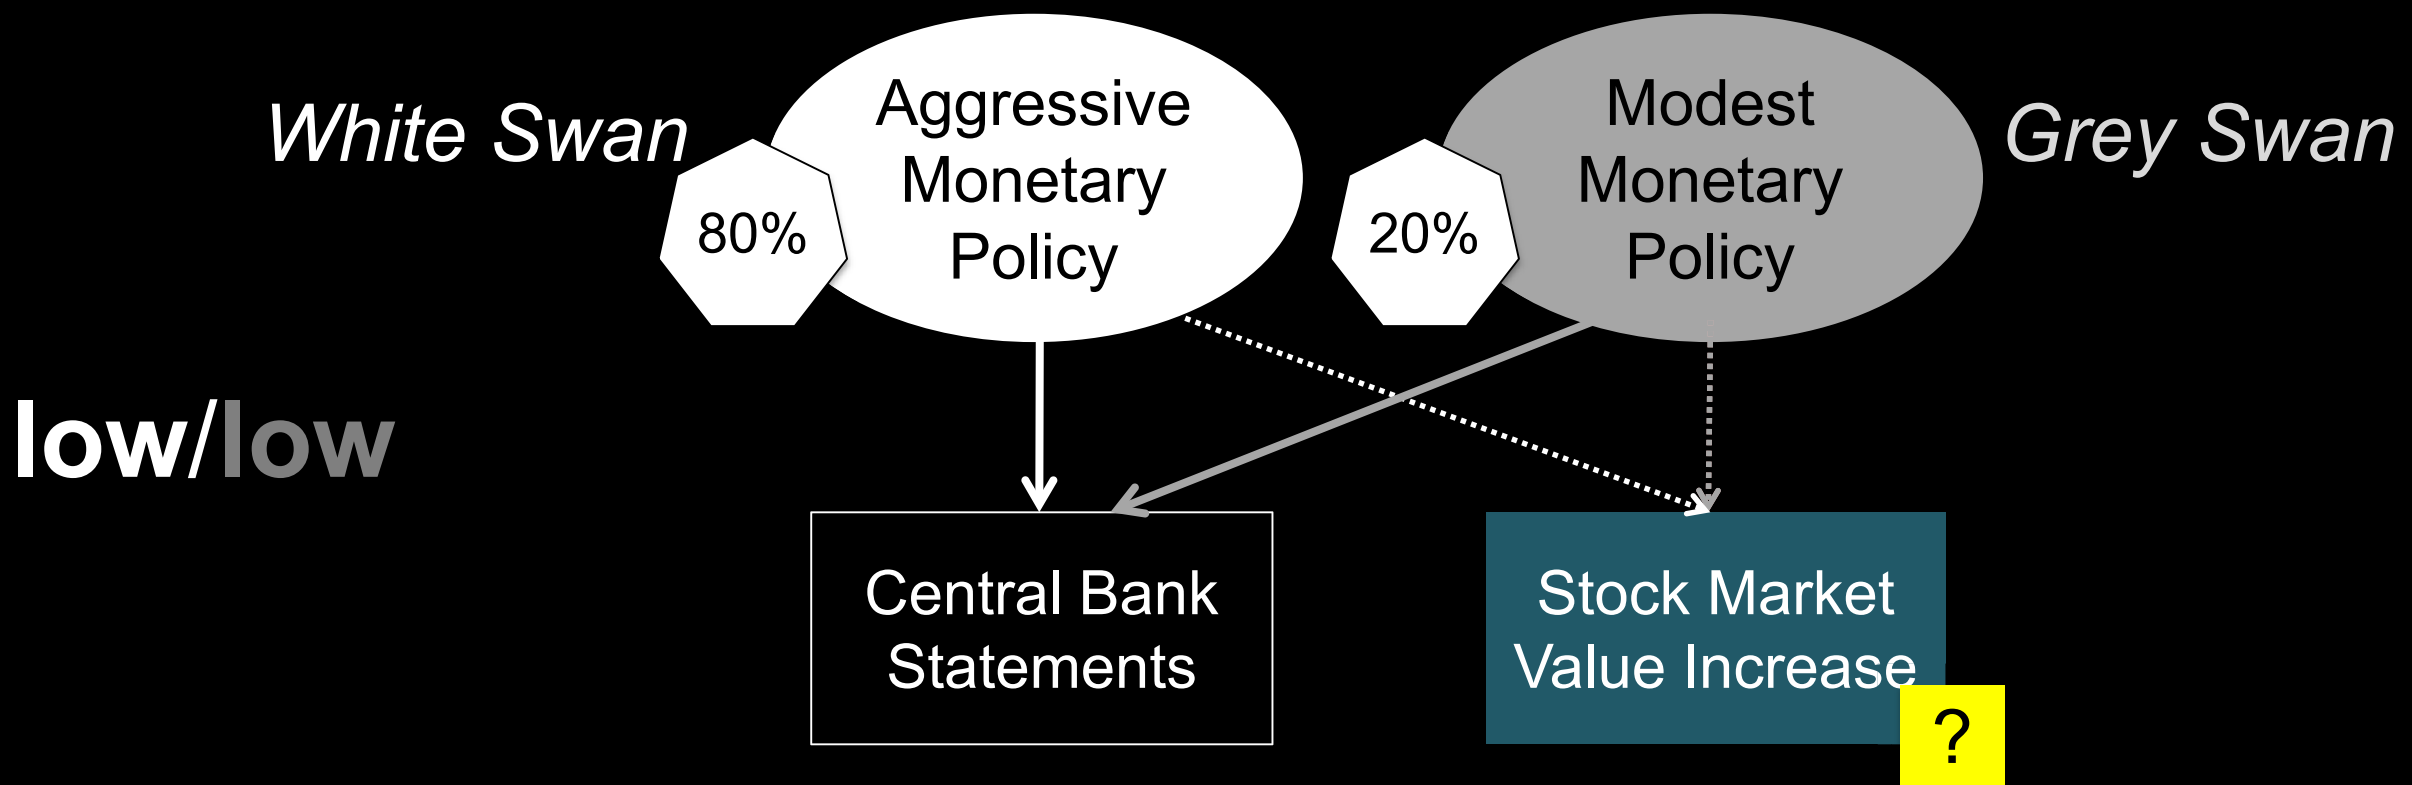 White Swan
80%
Aggressive
Monetary
Policy
20%
Modest
Monetary
Policy
Grey Swan
low/low
Central Bank
Statements
Stock Market
Value Increase
?